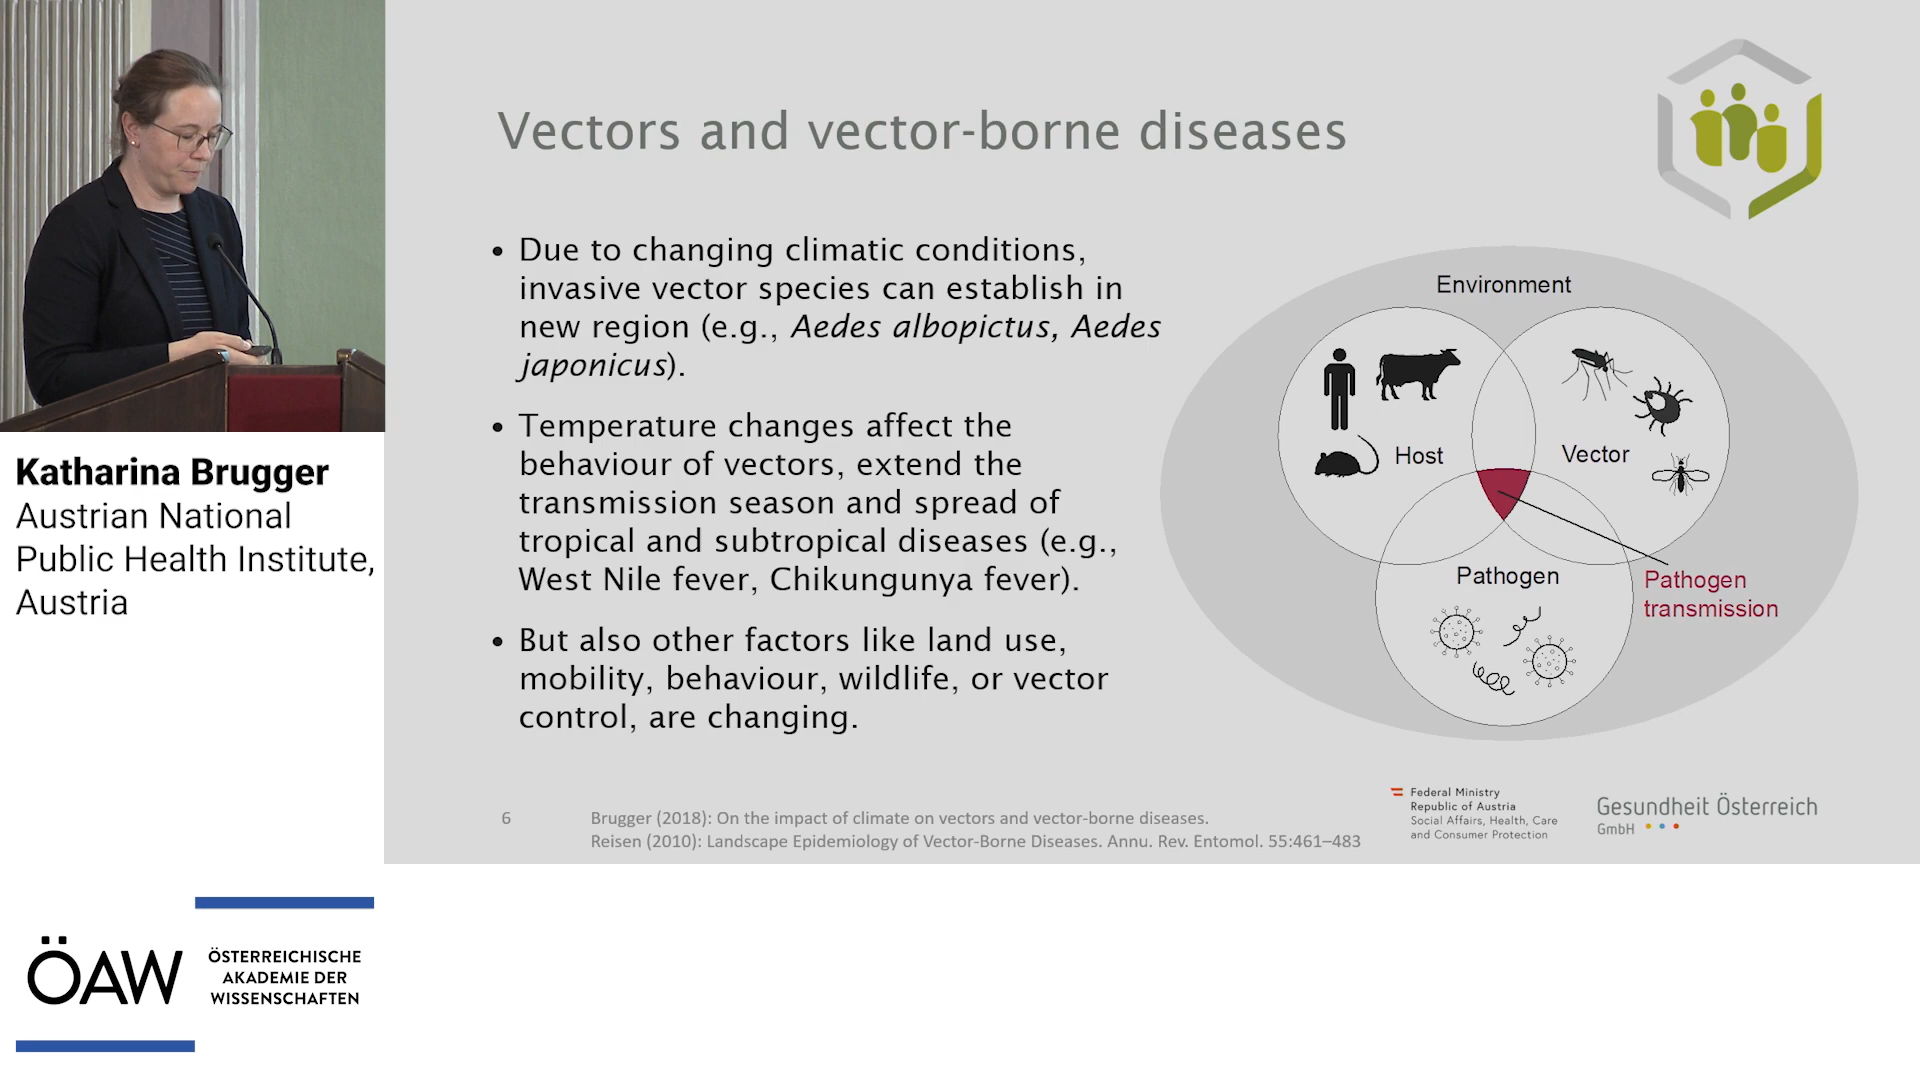 Vectors and vector-borne diseases
• Due to changing climatic conditions,
invasive vector species can establish in
new region (e.g., Aedes albopictus, Aedes
japonicus).
• Temperature changes affect the
behaviour of vectors, extend the
transmission season and spread of
tropical and subtropical diseases (e.g.,
West Nile fever, Chikungunya fever).
• But also other factors like land use,
mobility, behaviour, wildlife, or vector
control, are changing.
Environment
Host
Vector
Pathogen
Pathogen
transmission
6
Brugger (2018): On the impact of climate on vectors and vector-borne diseases.
Reisen (2010): Landscape Epidemiology of Vector-Borne Diseases. Annu. Rev. Entomol. 55:461–483
Federal Ministry
Republic of Austria
Social Affairs, Health, Care
and Consumer Protection
Gesundheit Österreich
GmbH
Katharina Brugger
Austrian National
Public Health Institute,
Austria
ÖAW
ÖSTERREICHISCHE
AKADEMIE DER
WISSENSCHAFTEN